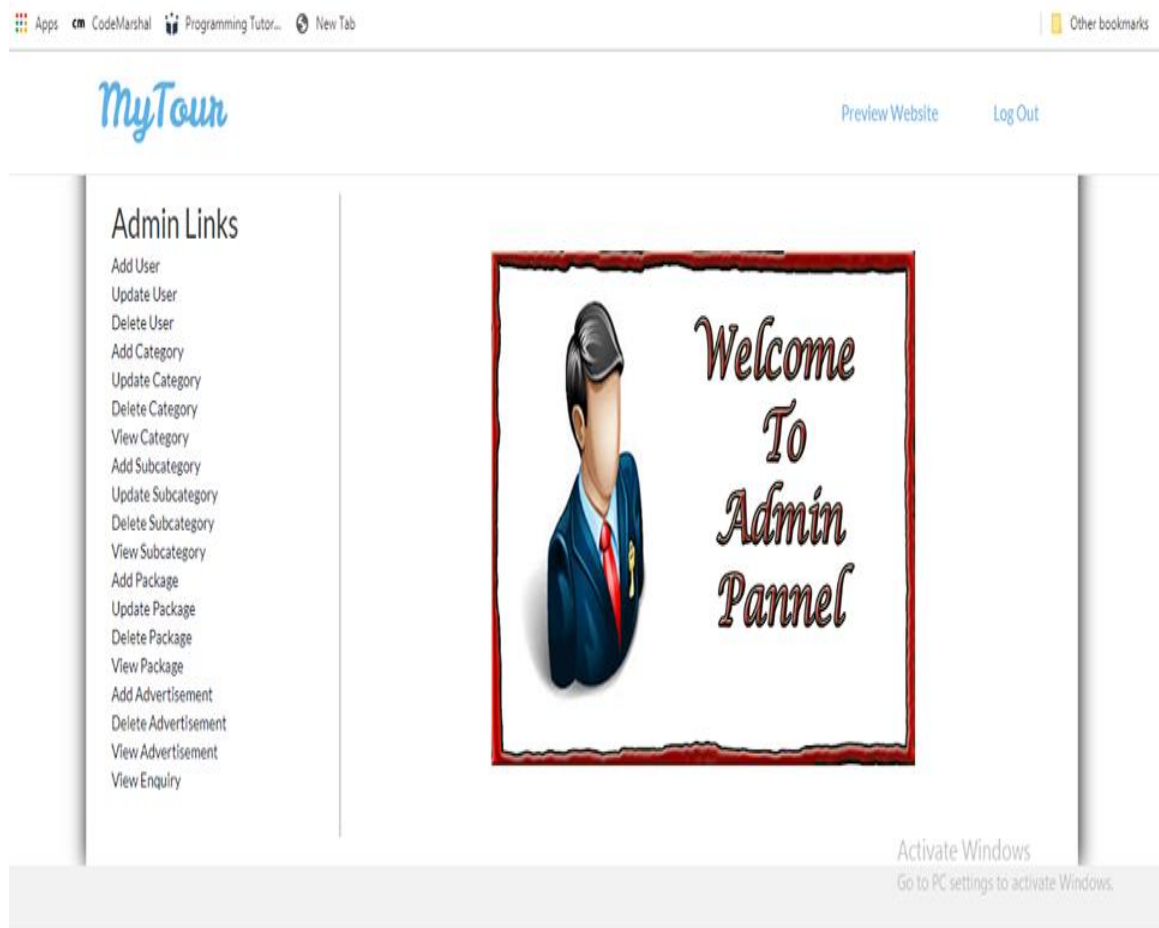 Apps CM CodeMarshal Programming Tutor... New Tab Other bookmarks
MyTour
Preview Website Log Out
Admin Links
Add User
Update User
Delete User
Add Category
Update Category
Delete Category
View Category
Add Subcategory
Update Subcategory
Delete Subcategory
View Subcategory
Add Package
Update Package
Delete Package
View Package
Add Advertisement
Delete Advertisement
View Advertisement
View Enquiry
Welcome
To
Admin
Pannel
Activate Windows
Go to PC settings to activate Windows.